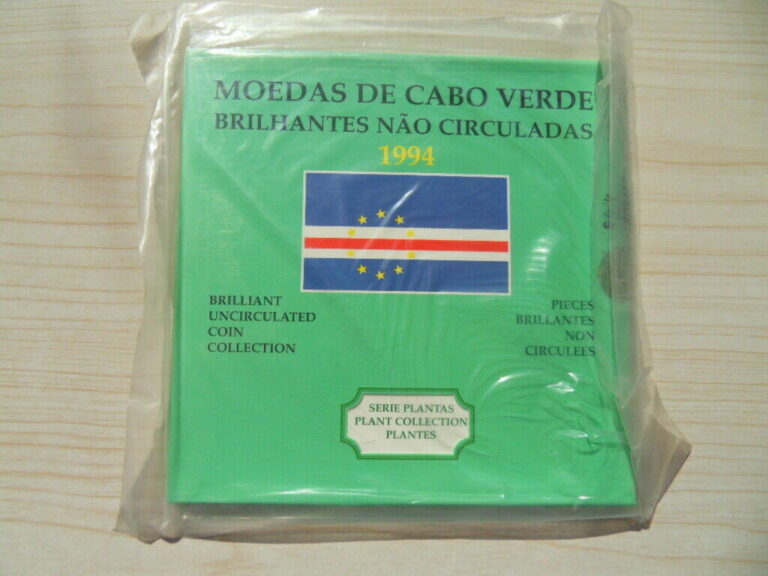 MOEDAS DE CABO VERDE
BRILHANTES NÃO CIRCULADAS
1994
BRILLIANT
UNCIRCULATED
COIN
COLLECTION
PIECES
BRILLANTES
NON
CIRCULEES
SERIE PLANTAS
PLANT COLLECTION
PLANTES